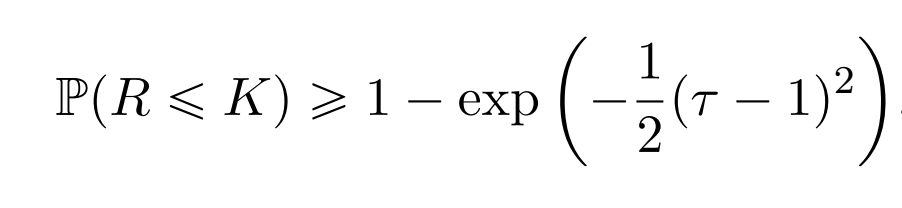 ℙ(R ⩽ K) ⩾ 1 − exp(−1/2(τ − 1)²).